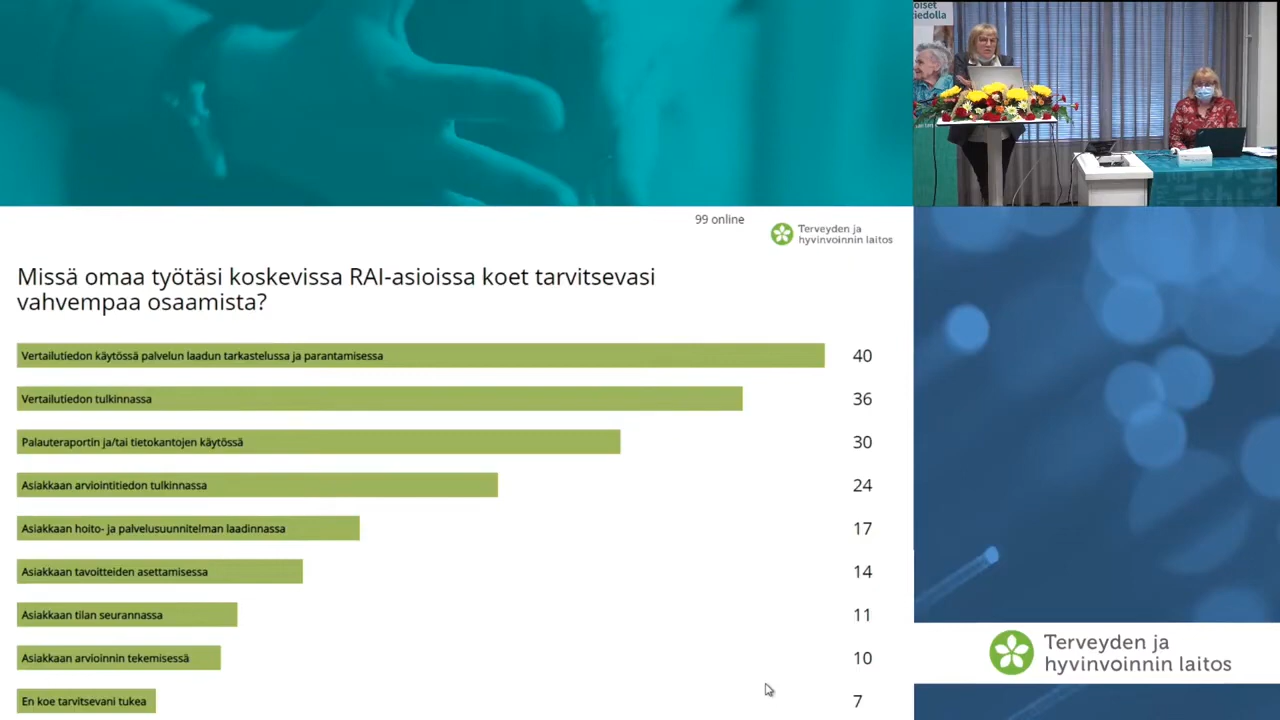 oiset
tiedolla
99 online
Terveyden ja
hyvinvoinnin laitos
Missä omaa työtäsi koskevissa RAI-asioissa koet tarvitsevasi
vahvempaa osaamista?
Vertailutiedon käytössä palvelun laadun tarkastelussa ja parantamisessa 40
Vertailutiedon tulkinnassa 36
Palauteraportin ja/tai tietokantojen käytössä 30
Asiakkaan arviointitiedon tulkinnassa 24
Asiakkaan hoito- ja palvelusuunnitelman laadinnassa 17
Asiakkaan tavoitteiden asettamisessa 14
Asiakkaan tilan seurannassa 11
Asiakkaan arvioinnin tekemisessä 10
En koe tarvitsevani tukea 7
Terveyden ja
hyvinvoinnin laitos